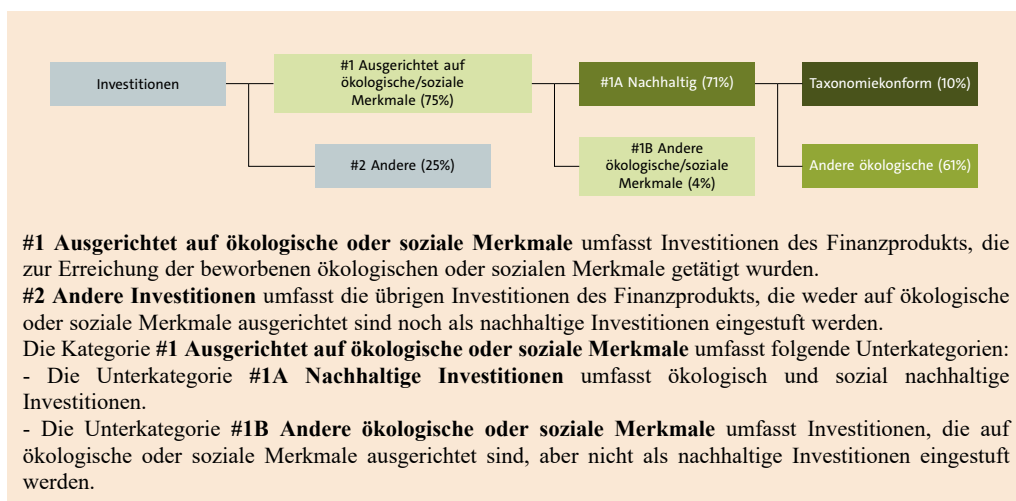 Investitionen
#1 Ausgerichtet auf
ökologische/soziale
Merkmale (75%)
#1A Nachhaltig (71%)
Taxonomiekonform (10%)
#2 Andere (25%)
#1B Andere
ökologische/soziale
Merkmale (4%)
Andere ökologische (61%)
#1 Ausgerichtet auf ökologische oder soziale Merkmale umfasst Investitionen des Finanzprodukts, die
zur Erreichung der beworbenen ökologischen oder sozialen Merkmale getätigt wurden.
#2 Andere Investitionen umfasst die übrigen Investitionen des Finanzprodukts, die weder auf ökologische
oder soziale Merkmale ausgerichtet sind noch als nachhaltige Investitionen eingestuft werden.
Die Kategorie #1 Ausgerichtet auf ökologische oder soziale Merkmale umfasst folgende Unterkategorien:
- Die Unterkategorie #1A Nachhaltige Investitionen umfasst ökologisch und sozial nachhaltige
Investitionen.
- Die Unterkategorie #1B Andere ökologische oder soziale Merkmale umfasst Investitionen, die auf
ökologische oder soziale Merkmale ausgerichtet sind, aber nicht als nachhaltige Investitionen eingestuft
werden.